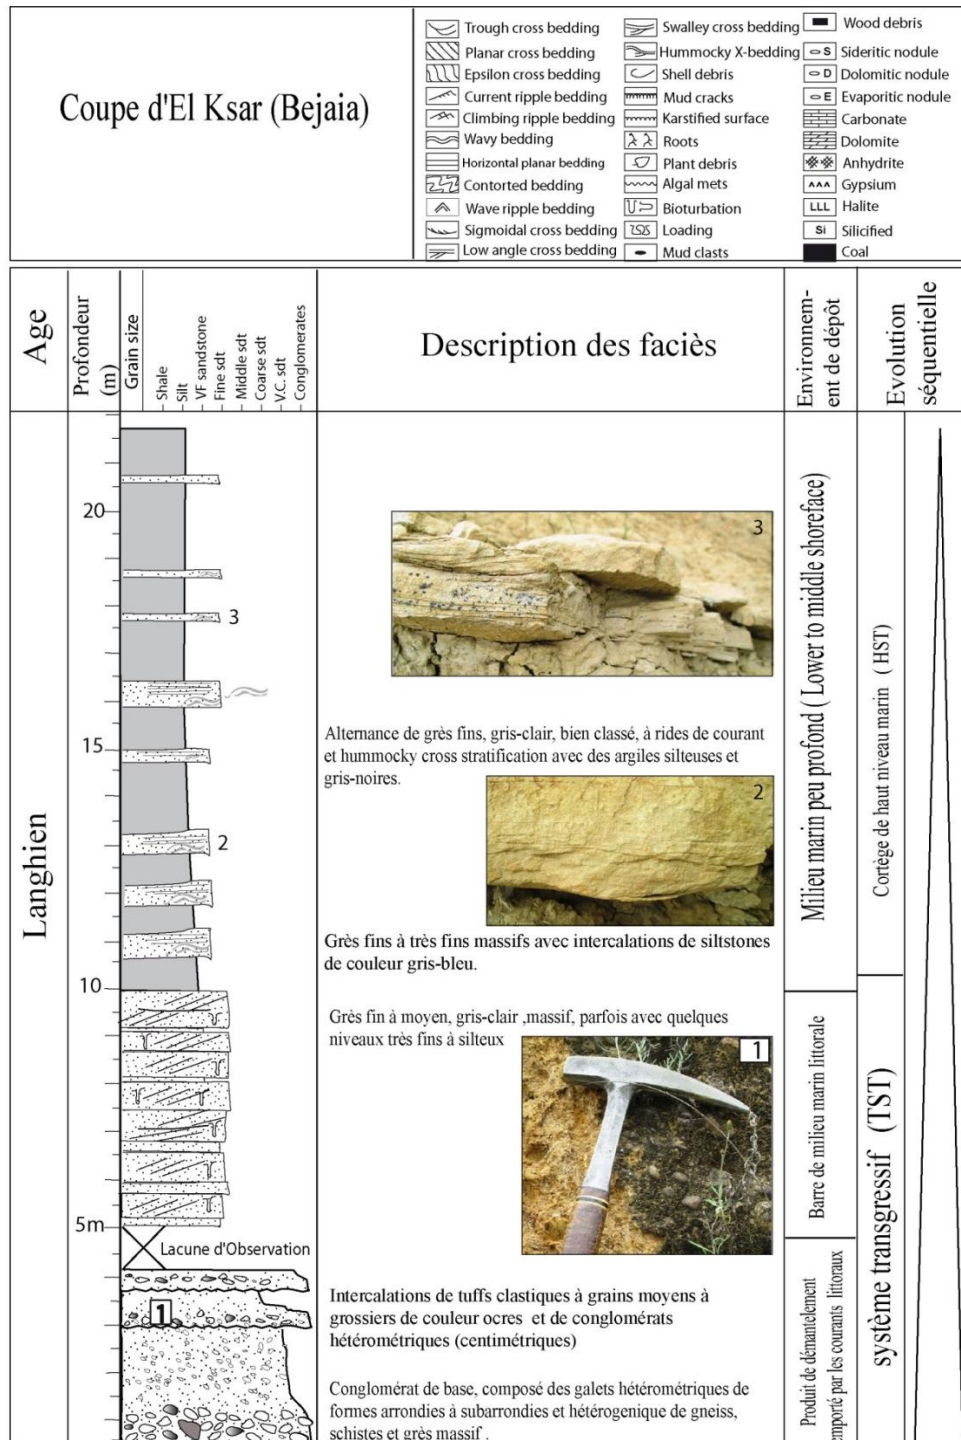 Coupe d'El Ksar (Bejaia)
Trough cross bedding
Planar cross bedding
Epsilon cross bedding
Current ripple bedding
Climbing ripple bedding
Wavy bedding
Horizontal planar bedding
Contorted bedding
Wave ripple bedding
Sigmoidal cross bedding
Low angle cross bedding
Swalley cross bedding
Hummocky X-bedding
Shell debris
Mud cracks
Karstified surface
Roots
Plant debris
Algal mets
Bioturbation
Loading
Mud clasts
Wood debris
S Sideritic nodule
D Dolomitic nodule
E Evaporitic nodule
Carbonate
Dolomite
Anhydrite
Gypsium
LLL Halite
Si Silicified
Coal
Age
Profondeur
(m)
Grain size
Shale
Silt
VF sandstone
Fine sdt
Middle sdt
Coarse sdt
V.C. sdt
Conglomerates
Description des faciès
Environnem-
ent de dépôt
Evolution
séquentielle
Langhien
20
3
15
2
10
5m
Lacune d'Observation
1
3
Alternance de grès fins, gris-clair, bien classé, à rides de courant
et hummocky cross stratification avec des argiles silteuses et
gris-noires.
2
Grès fins à très fins massifs avec intercalations de siltstones
de couleur gris-bleu.
Grès fin à moyen, gris-clair ,massif, parfois avec quelques
niveaux très fins à silteux
1
Intercalations de tuffs clastiques à grains moyens à
grossiers de couleur ocres et de conglomérats
hétérométriques (centimétriques)
Conglomérat de base, composé des galets hétérométriques de
formes arrondies à subarrondies et hétérogenique de gneiss,
schistes et grès massif .
Milieu marin peu profond ( Lower to middle shoreface)
Barre de milieu marin littorale
Produit de démantelement
emporté par les courants littoraux
Cortège de haut niveau marin ( HST)
système transgressif (TST)